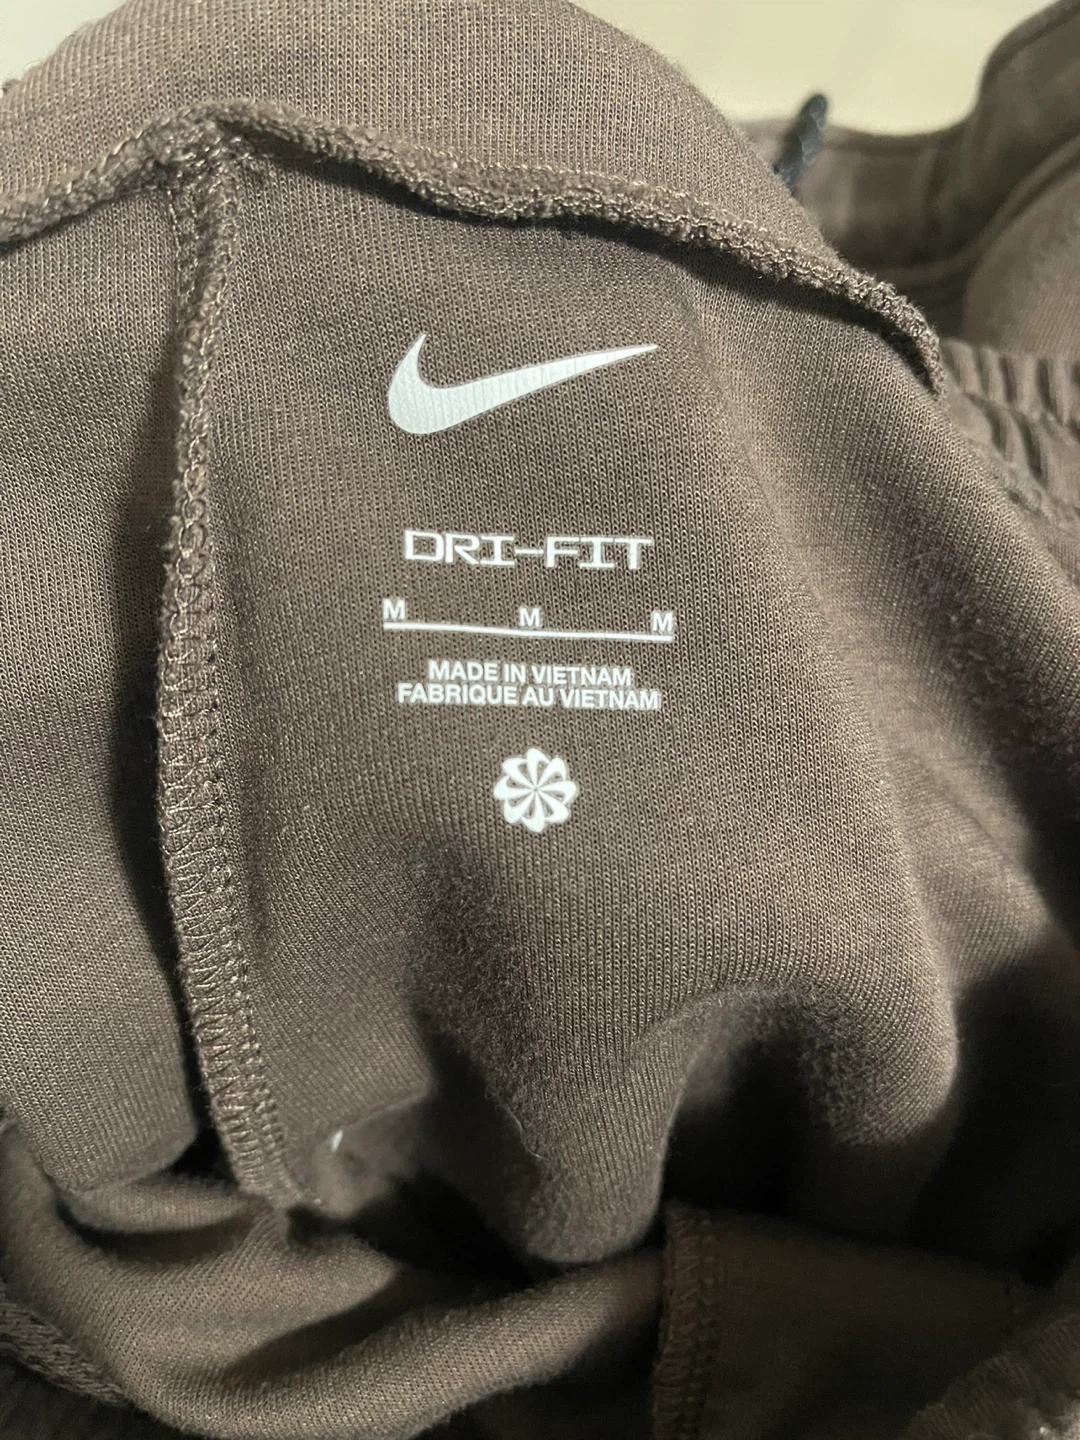 DRI-FIT
M M M
MADE IN VIETNAM
FABRIQUE AU VIETNAM